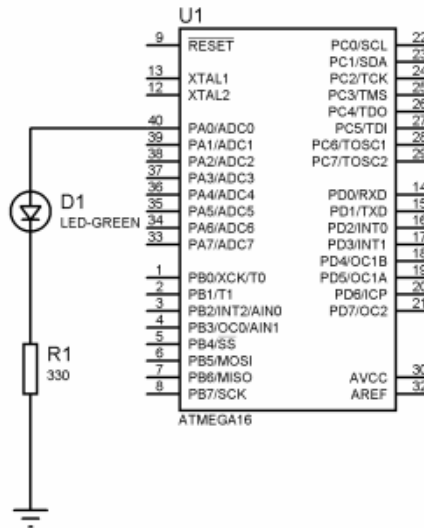 U1
9 RESET
13 XTAL1
12 XTAL2
40 PA0/ADC0
39 PA1/ADC1
38 PA2/ADC2
37 PA3/ADC3
36 PA4/ADC4
35 PA5/ADC5
34 PA6/ADC6
33 PA7/ADC7
1 PB0/XCK/T0
2 PB1/T1
3 PB2/INT2/AIN0
4 PB3/OC0/AIN1
5 PB4/SS
6 PB5/MOSI
7 PB6/MISO
8 PB7/SCK
PC0/SCL 22
PC1/SDA 23
PC2/TCK 24
PC3/TMS 25
PC4/TDO 26
PC5/TDI 27
PC6/TOSC1 28
PC7/TOSC2 29
PD0/RXD 14
PD1/TXD 15
PD2/INT0 16
PD3/INT1 17
PD4/OC1B 18
PD5/OC1A 19
PD6/ICP 20
PD7/OC2 21
AVCC 30
AREF 32
ATMEGA16
D1
LED-GREEN
R1
330